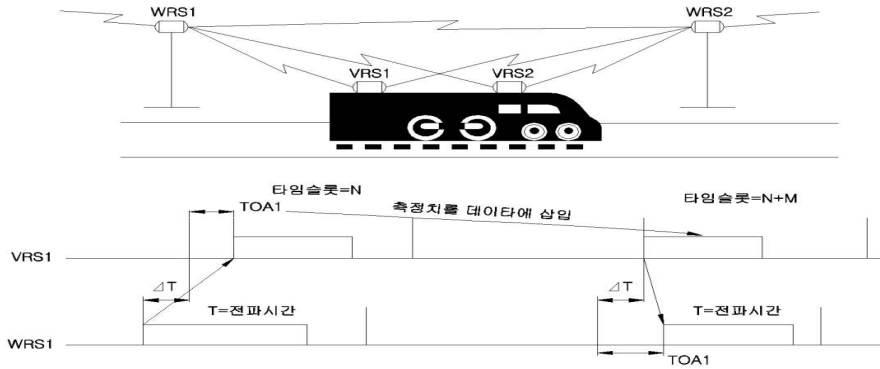 WRS1
WRS2
VRS1
VRS2
타임슬롯=N
타임슬롯=N+M
TOA1
측정치를 데이타에 삽입
VRS1
⊿T
⊿T
T=전파시간
T=전파시간
WRS1
TOA1